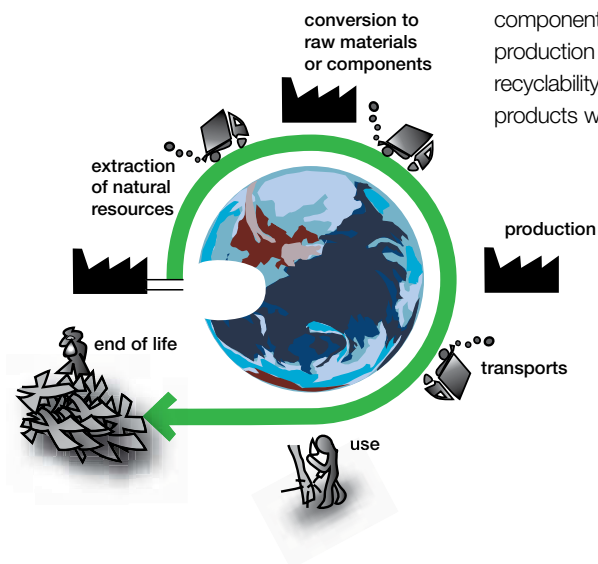 conversion to
raw materials
or components
component
production
recyclability
products w
extraction
of natural
resources
production
end of life
transports
use